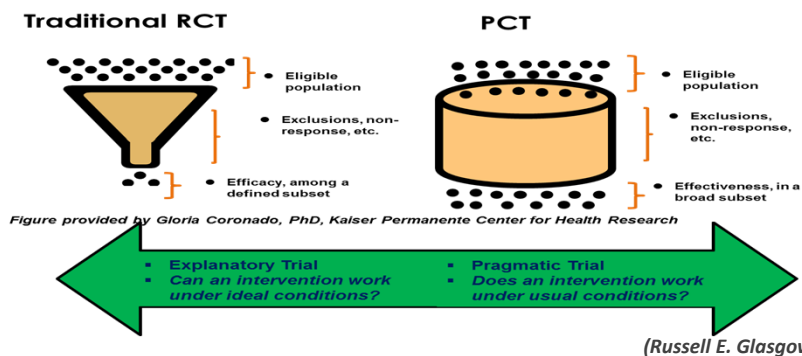 Traditional RCT
PCT
• Eligible
population
• Exclusions, non-
response, etc.
• Efficacy, among a
defined subset
• Eligible
population
• Exclusions,
non-response,
etc.
• Effectiveness, in a
broad subset
Figure provided by Gloria Coronado, PhD, Kaiser Permanente Center for Health Research
▪ Explanatory Trial
▪ Can an intervention work
under ideal conditions?
▪ Pragmatic Trial
▪ Does an intervention work
under usual conditions?
(Russell E. Glasgow